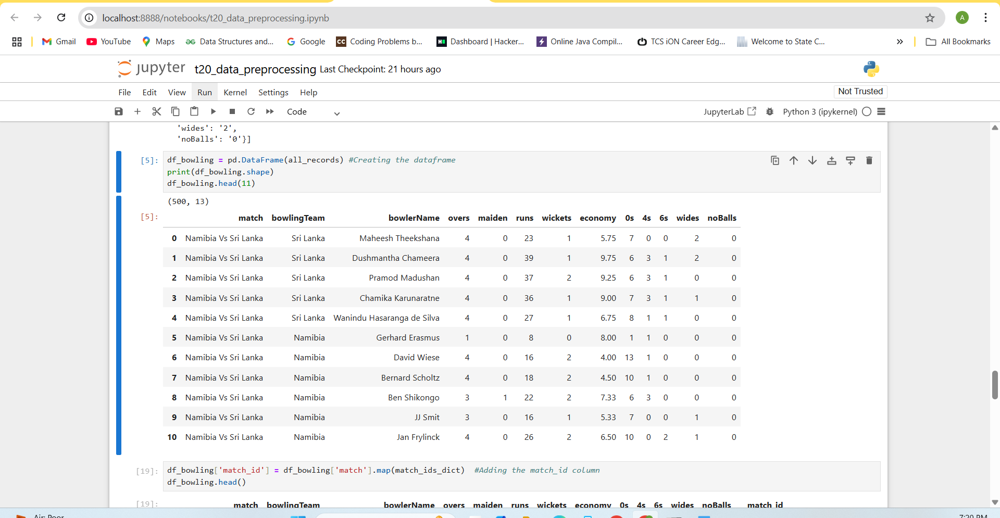 localhost:8888/notebooks/t20_data_preprocessing.ipynb
A
Gmail YouTube Maps Data Structures and... Google CC Coding Problems b... H Dashboard | Hacker... Online Java Compil... TCS iON Career Edg... Welcome to State C... » All Bookmarks
jupyter t20_data_preprocessing Last Checkpoint: 21 hours ago
File Edit View Run Kernel Settings Help Not Trusted
Code JupyterLab Python 3 (ipykernel)
'wides': '2',
'noBalls': '0'}]
[5]: df_bowling = pd.DataFrame(all_records) #Creating the dataframe
print(df_bowling.shape)
df_bowling.head(11)
(500, 13)
[5]: match bowlingTeam bowlerName overs maiden runs wickets economy 0s 4s 6s wides noBalls
0 Namibia Vs Sri Lanka Sri Lanka Maheesh Theekshana 4 0 23 1 5.75 7 0 0 2 0
1 Namibia Vs Sri Lanka Sri Lanka Dushmantha Chameera 4 0 39 1 9.75 6 3 1 2 0
2 Namibia Vs Sri Lanka Sri Lanka Pramod Madushan 4 0 37 2 9.25 6 3 1 0 0
3 Namibia Vs Sri Lanka Sri Lanka Chamika Karunaratne 4 0 36 1 9.00 7 3 1 1 0
4 Namibia Vs Sri Lanka Sri Lanka Wanindu Hasaranga de Silva 4 0 27 1 6.75 8 1 1 0 0
5 Namibia Vs Sri Lanka Namibia Gerhard Erasmus 1 0 8 0 8.00 1 1 0 0 0
6 Namibia Vs Sri Lanka Namibia David Wiese 4 0 16 2 4.00 13 1 0 0 0
7 Namibia Vs Sri Lanka Namibia Bernard Scholtz 4 0 18 2 4.50 10 1 0 0 0
8 Namibia Vs Sri Lanka Namibia Ben Shikongo 3 1 22 2 7.33 6 3 0 0 0
9 Namibia Vs Sri Lanka Namibia JJ Smit 3 0 16 1 5.33 7 0 0 1 0
10 Namibia Vs Sri Lanka Namibia Jan Frylinck 4 0 26 2 6.50 10 0 2 1 0
[19]: df_bowling['match_id'] = df_bowling['match'].map(match_ids_dict) #Adding the match_id column
df_bowling.head()
[19]: match bowlingTeam bowlerName overs maiden runs wickets economy 0s 4s 6s wides noBalls match_id
Air: Poor 7:20 PM